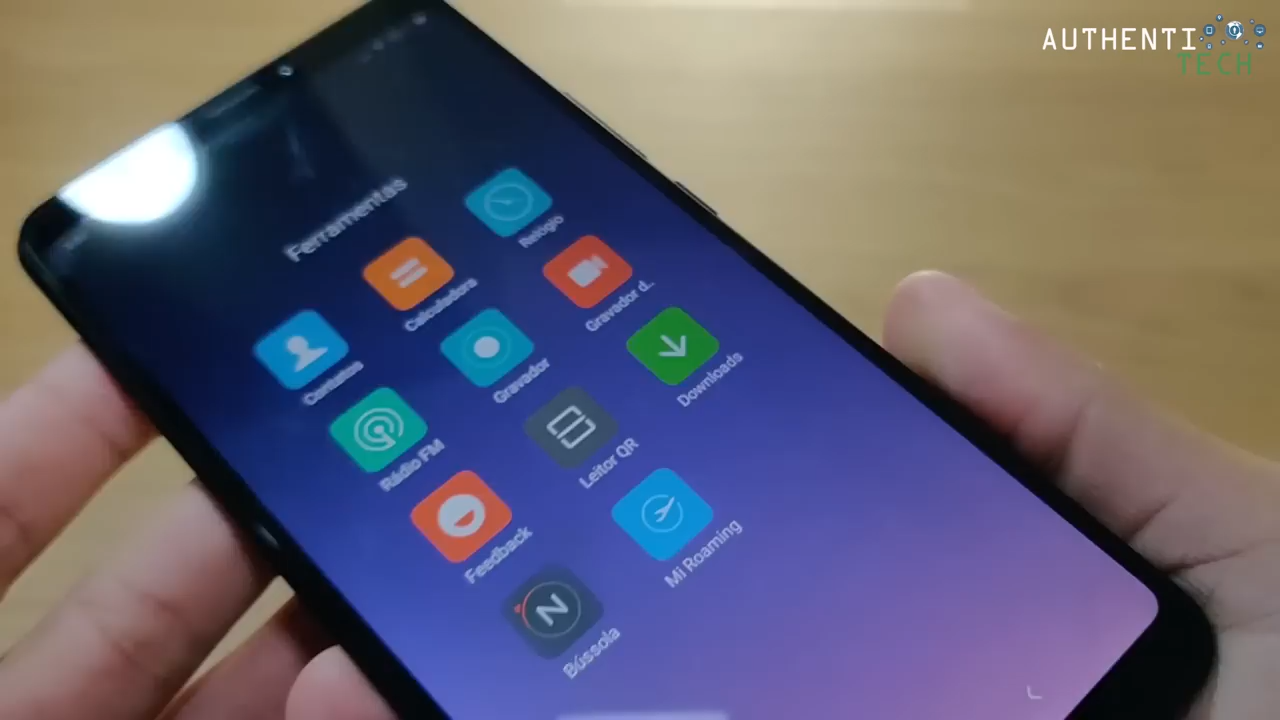 AUTHENTI
TECH
Ferramentas
Contatos
Calculadora
Relógio
Rádio FM
Gravador
Gravador d..
Feedback
Leitor QR
Downloads
Bússola
Mi Roaming